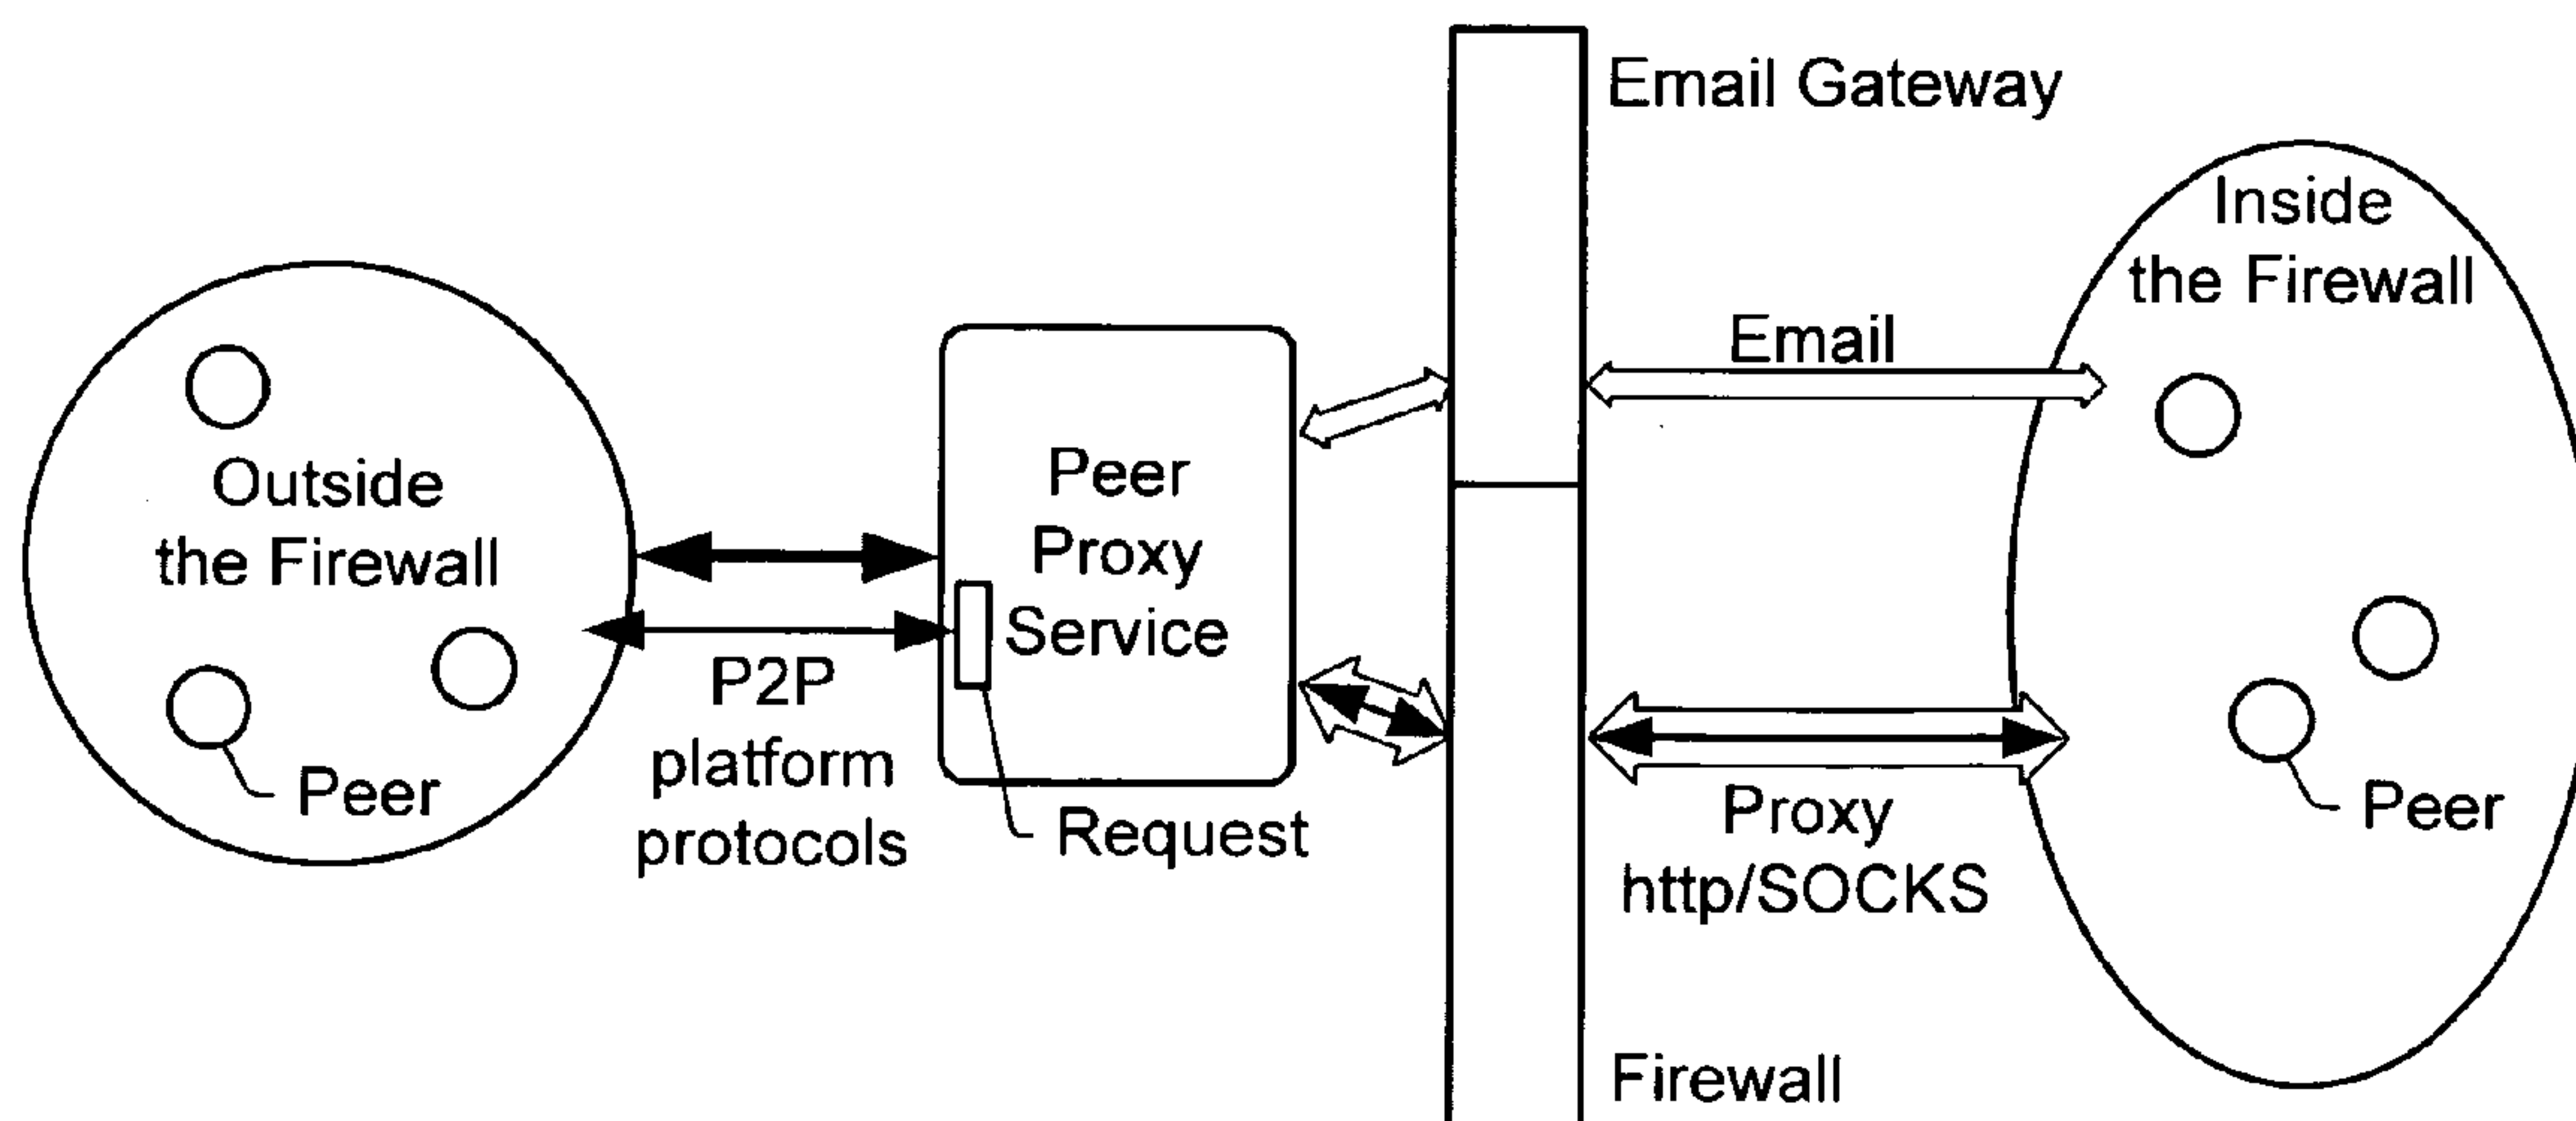 Email Gateway
Inside
the Firewall
Email
Outside
the Firewall
Peer
Proxy
Service
P2P
platform
protocols
Peer
Request
Proxy
http/SOCKS
Peer
Firewall